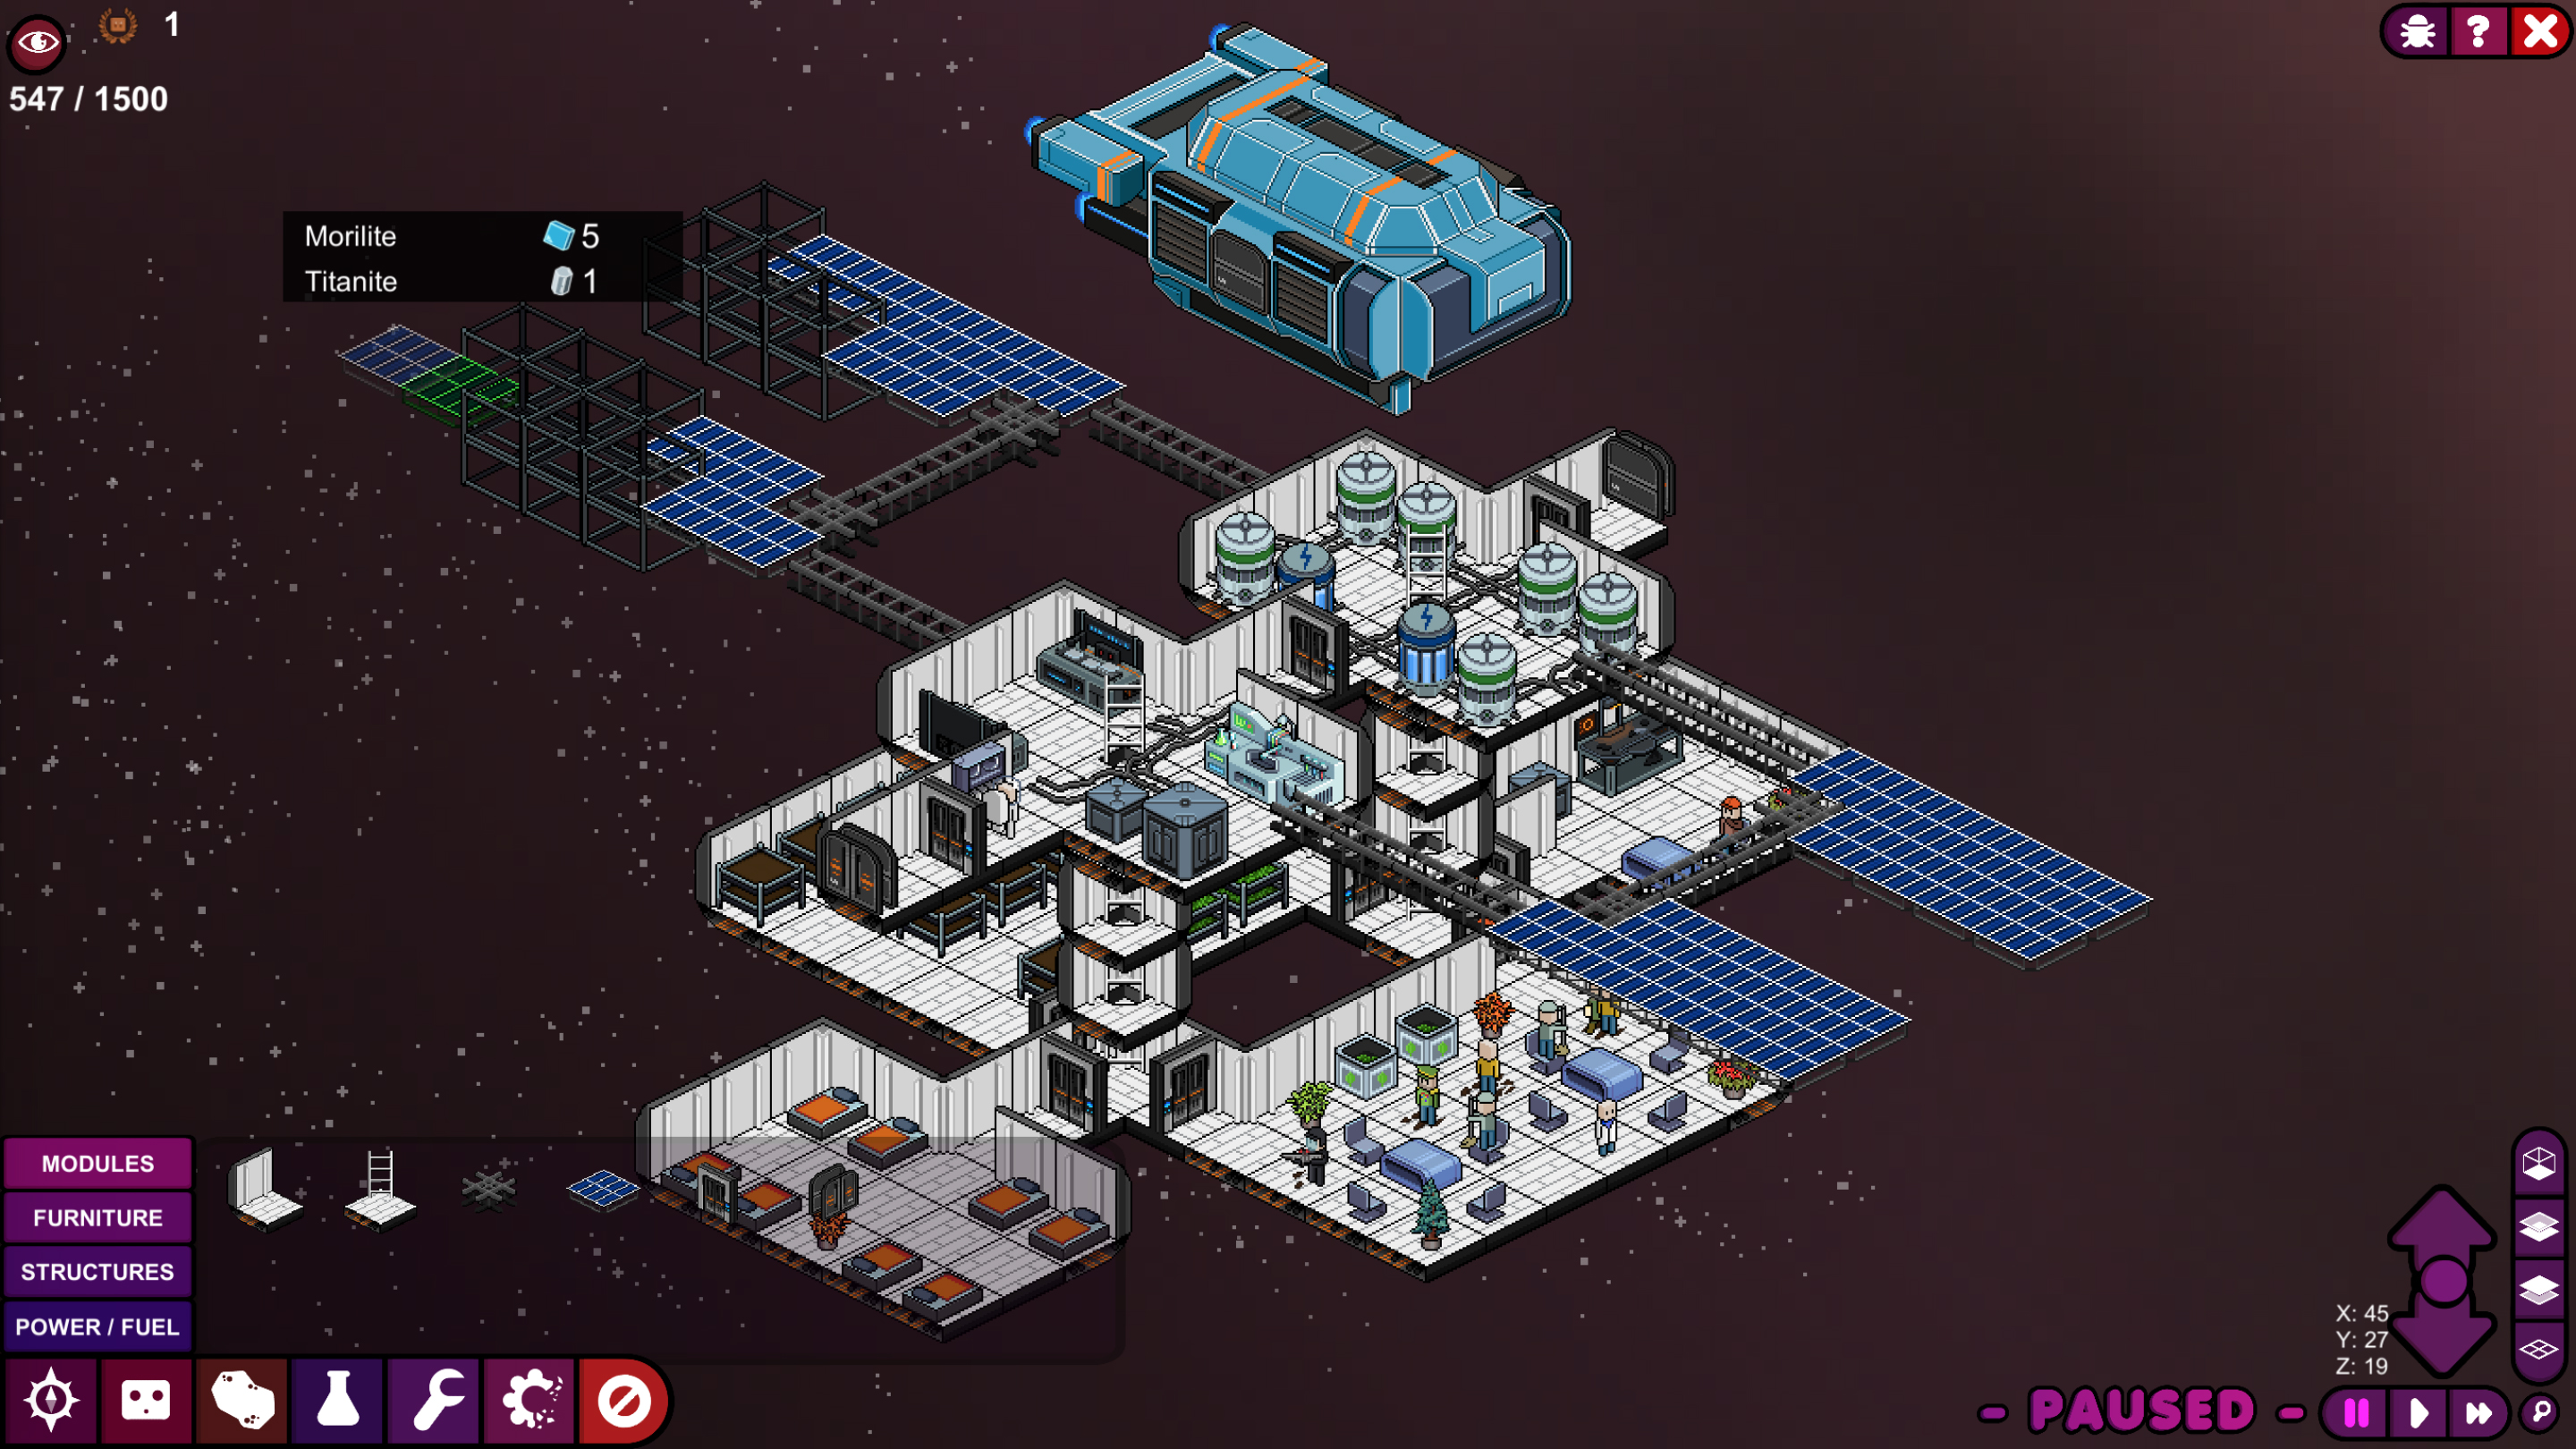 1
547 / 1500
Morilite 5
Titanite 1
MODULES
FURNITURE
STRUCTURES
POWER / FUEL
X: 45
Y: 27
Z: 19
- PAUSED -